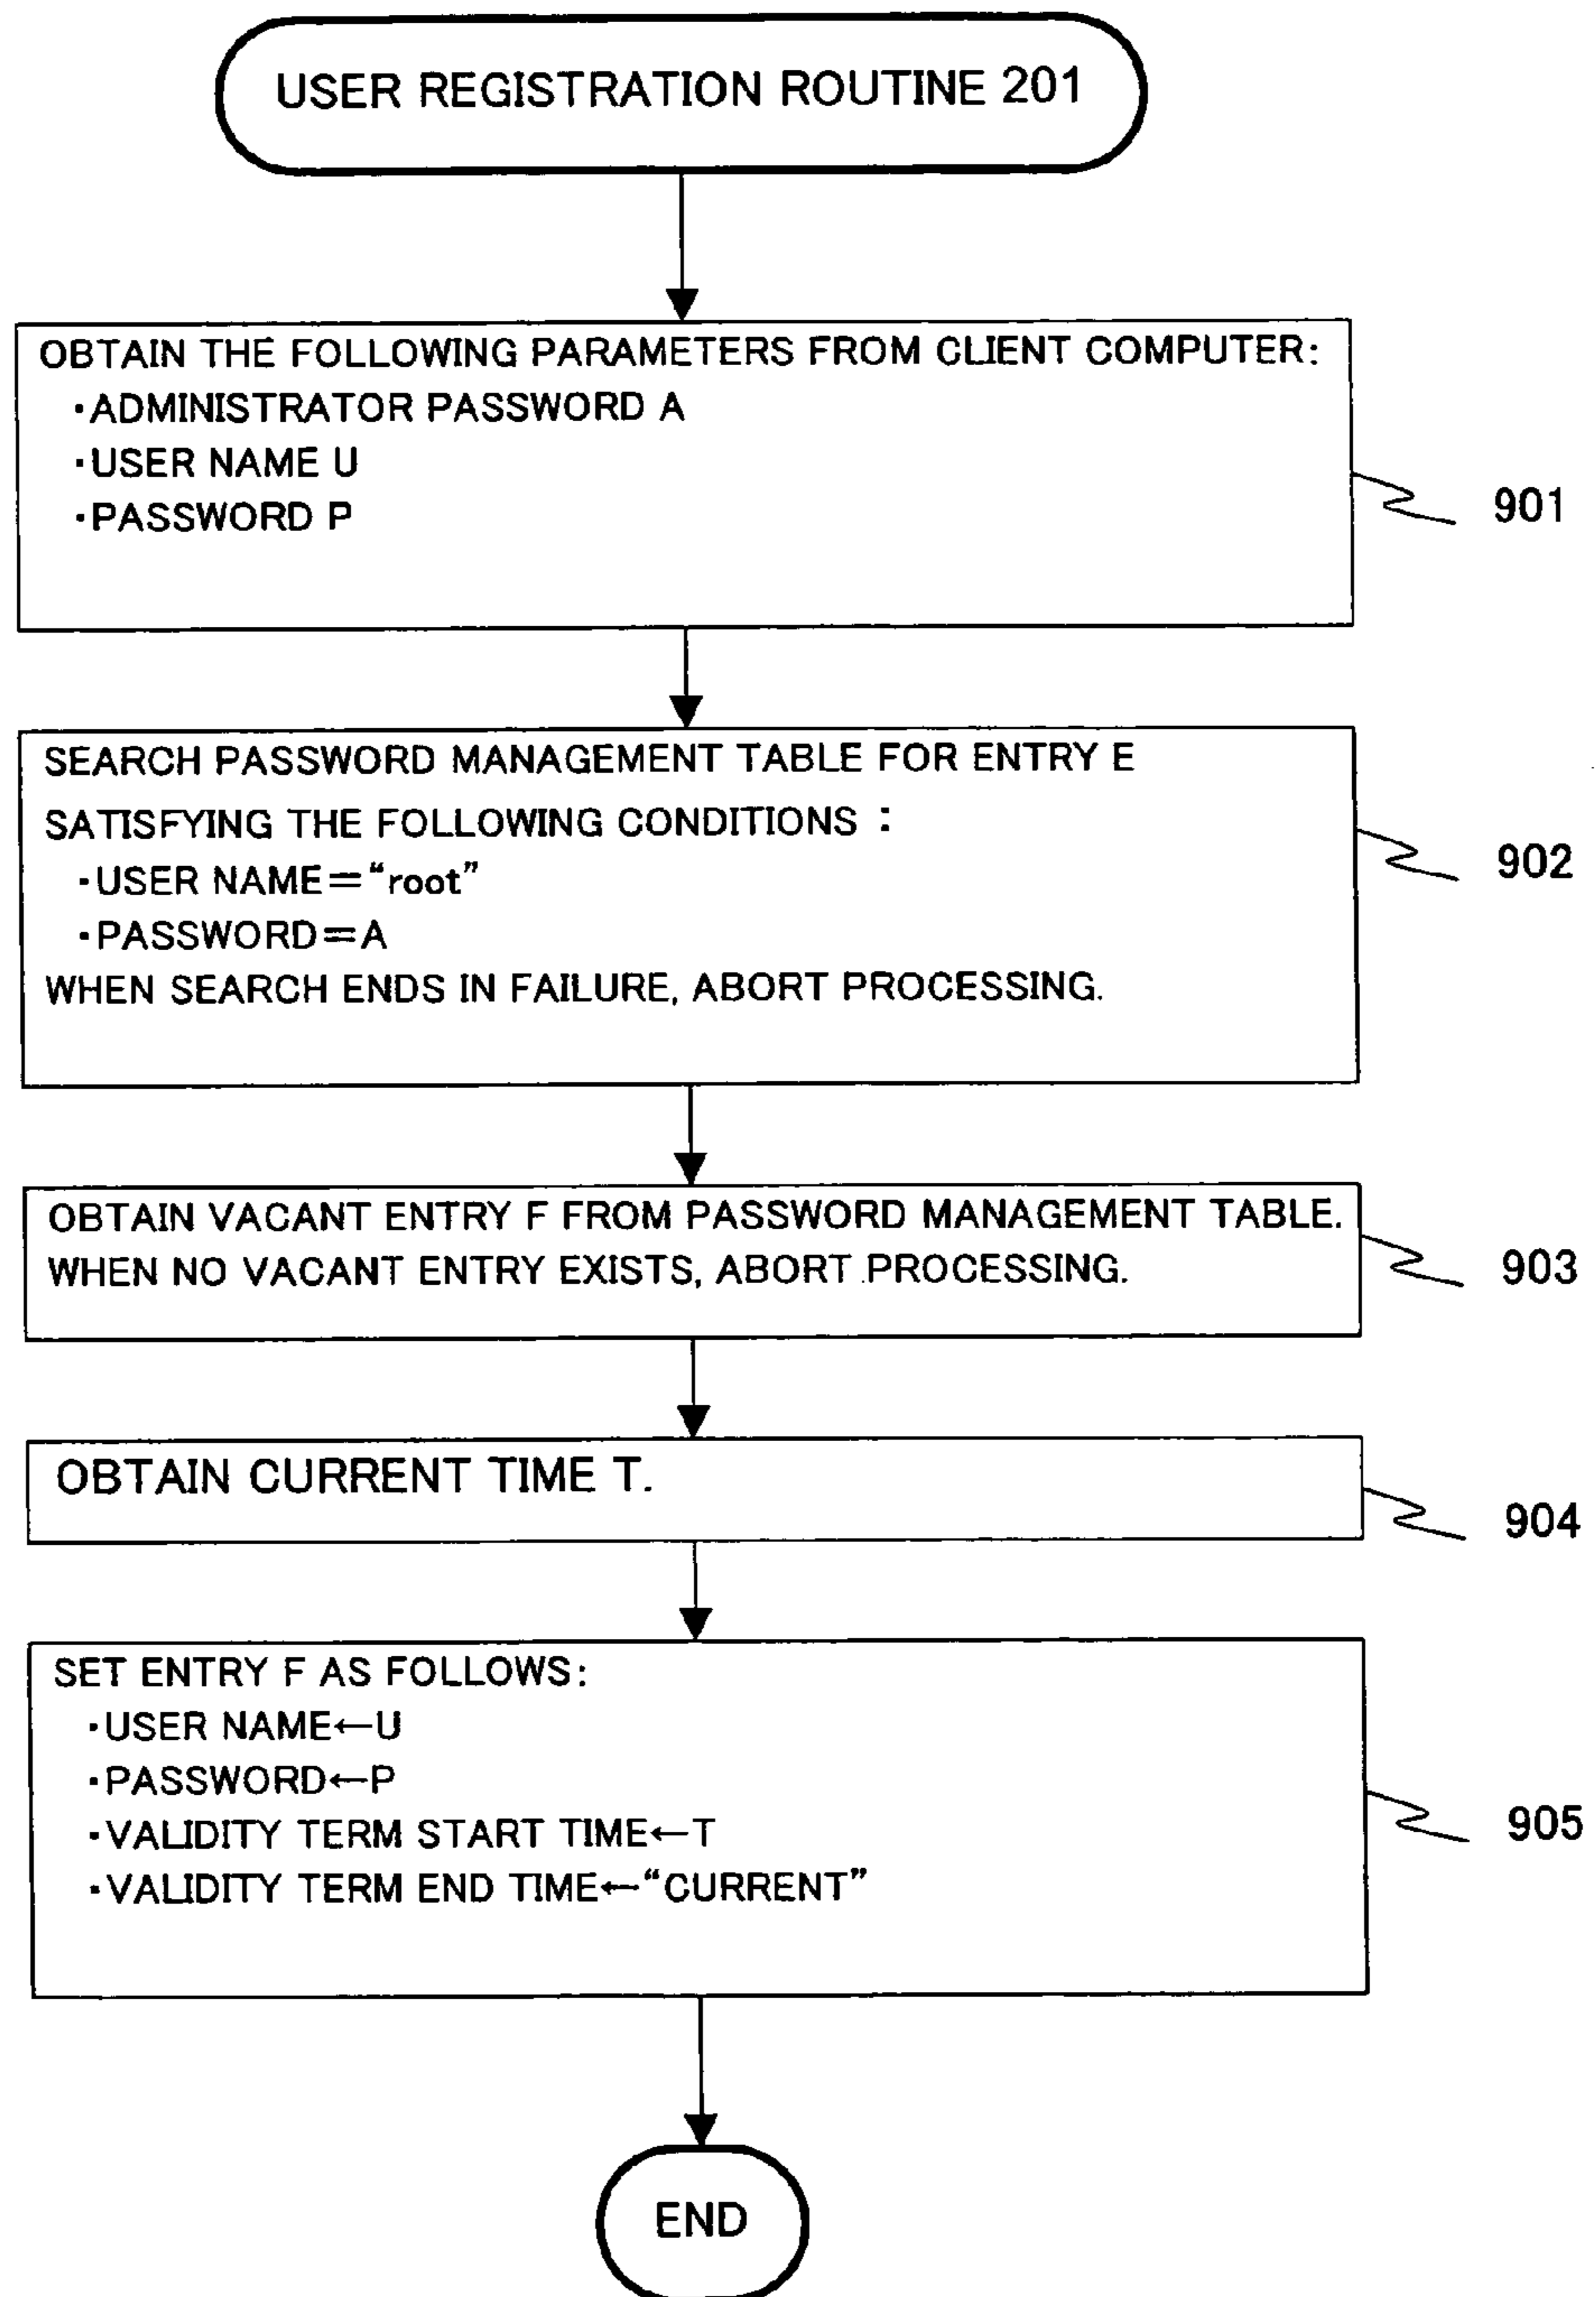 USER REGISTRATION ROUTINE 201
OBTAIN THE FOLLOWING PARAMETERS FROM CLIENT COMPUTER:
・ADMINISTRATOR PASSWORD A
・USER NAME U
・PASSWORD P
901
SEARCH PASSWORD MANAGEMENT TABLE FOR ENTRY E
SATISFYING THE FOLLOWING CONDITIONS :
・USER NAME＝“root”
・PASSWORD＝A
WHEN SEARCH ENDS IN FAILURE, ABORT PROCESSING.
902
OBTAIN VACANT ENTRY F FROM PASSWORD MANAGEMENT TABLE.
WHEN NO VACANT ENTRY EXISTS, ABORT PROCESSING.
903
OBTAIN CURRENT TIME T.
904
SET ENTRY F AS FOLLOWS:
・USER NAME←U
・PASSWORD←P
・VALIDITY TERM START TIME←T
・VALIDITY TERM END TIME←“CURRENT”
905
END